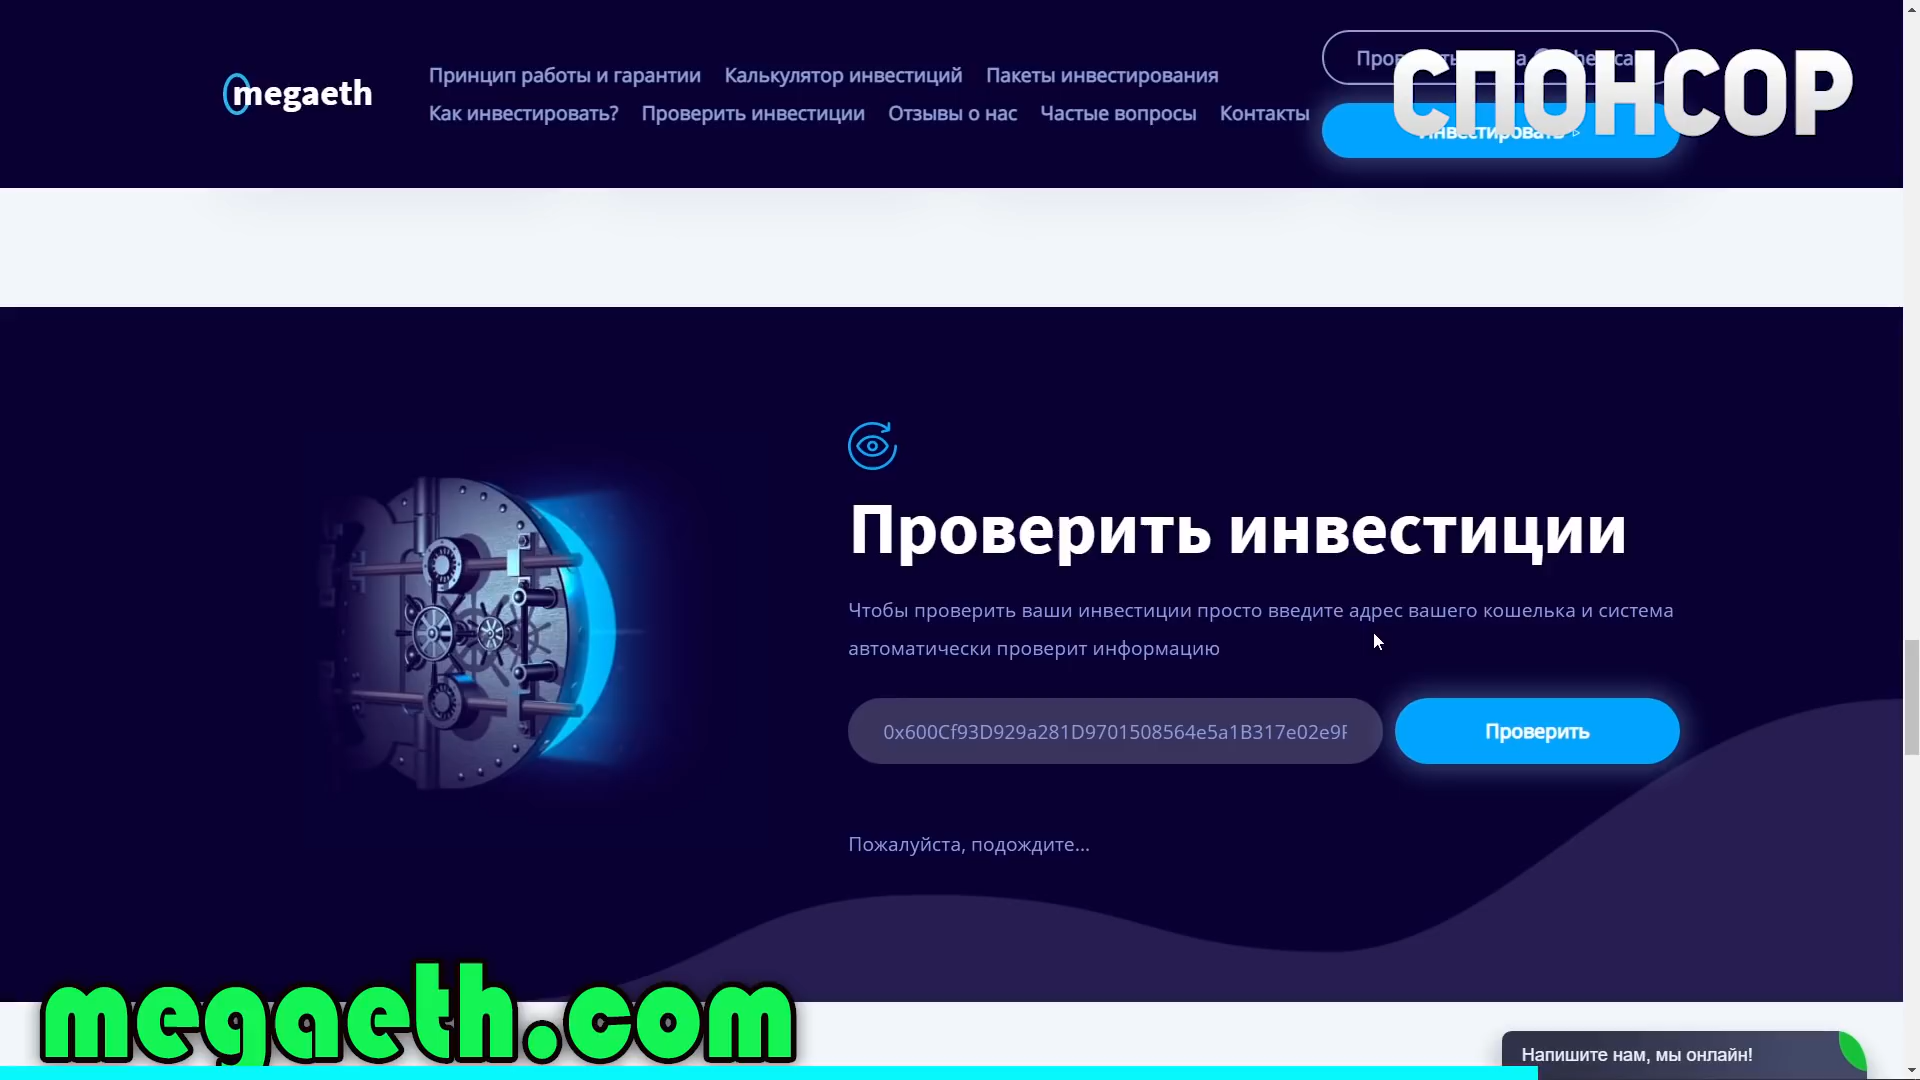 megaeth
Принцип работы и гарантии Калькулятор инвестиций Пакеты инвестирования
Как инвестировать? Проверить инвестиции Отзывы о нас Частые вопросы Контакты
СПОНСОР
Инвестировать
Проверить инвестиции
Чтобы проверить ваши инвестиции просто введите адрес вашего кошелька и система
автоматически проверит информацию
0x600Cf93D929a281D9701508564e5a1B317e02e9F
Проверить
Пожалуйста, подождите...
megaeth.com
Напишите нам, мы онлайн!